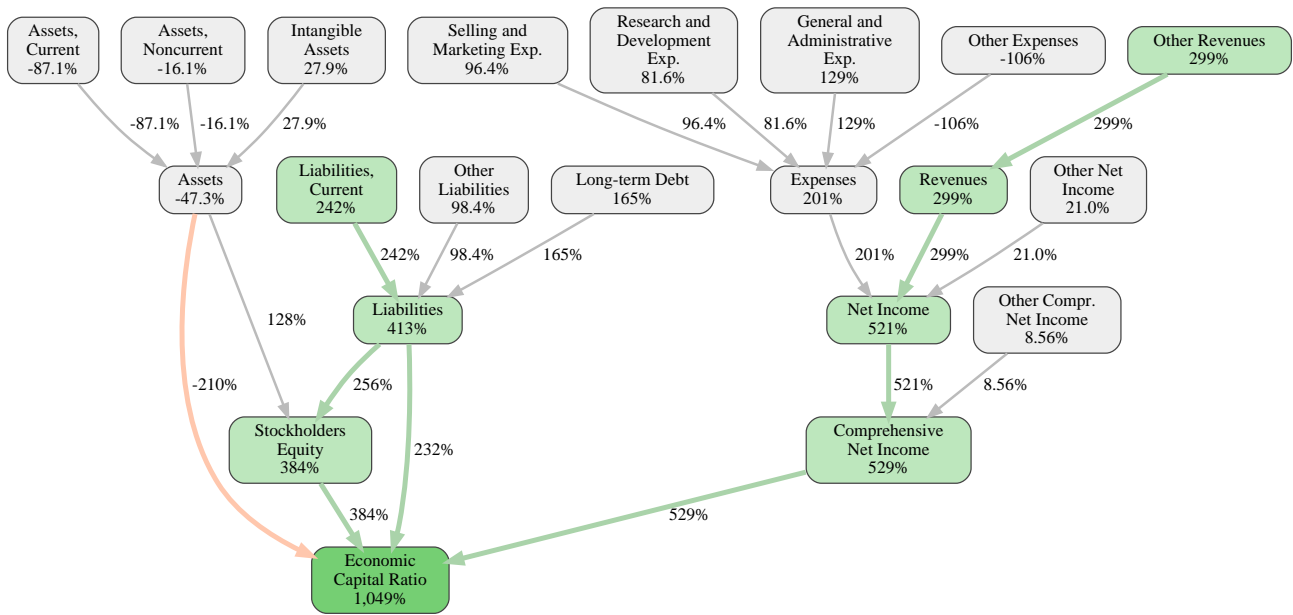 Assets,
Current
-87.1%
Assets,
Noncurrent
-16.1%
Intangible
Assets
27.9%
Selling and
Marketing Exp.
96.4%
Research and
Development
Exp.
81.6%
General and
Administrative
Exp.
129%
Other Expenses
-106%
Other Revenues
299%
-87.1%
-16.1%
27.9%
96.4%
81.6%
129%
-106%
299%
Assets
-47.3%
Liabilities,
Current
242%
Other
Liabilities
98.4%
Long-term Debt
165%
Expenses
201%
Revenues
299%
Other Net
Income
21.0%
242%
98.4%
165%
201%
299%
21.0%
128%
Liabilities
413%
Net Income
521%
Other Compr.
Net Income
8.56%
-210%
256%
521%
8.56%
Stockholders
Equity
384%
232%
Comprehensive
Net Income
529%
384%
529%
Economic
Capital Ratio
1,049%